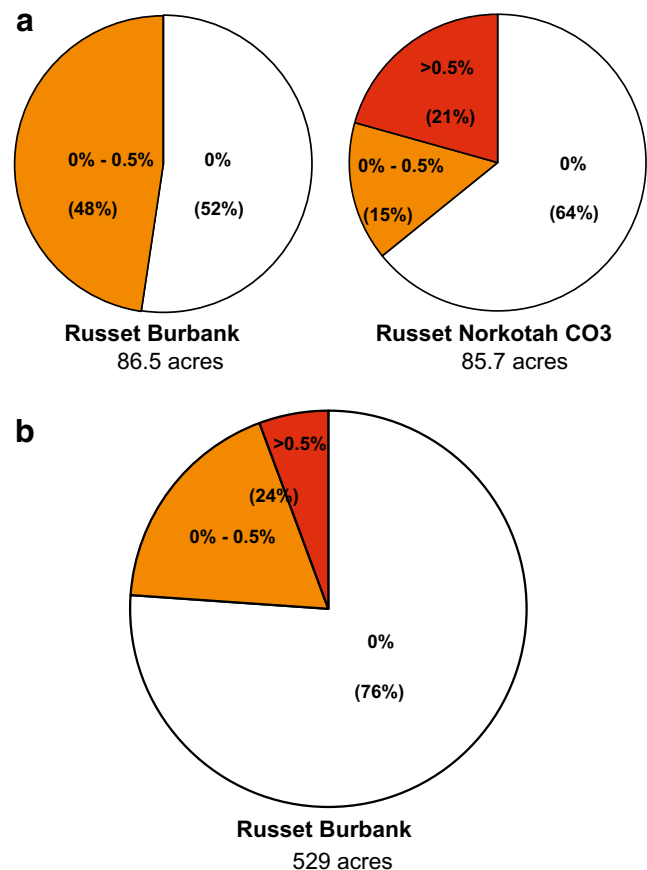 a
0% - 0.5%
(48%)
0%
(52%)
Russet Burbank
86.5 acres
>0.5%
(21%)
0% - 0.5%
(15%)
0%
(64%)
Russet Norkotah CO3
85.7 acres
b
>0.5%
(24%)
0% - 0.5%
0%
(76%)
Russet Burbank
529 acres